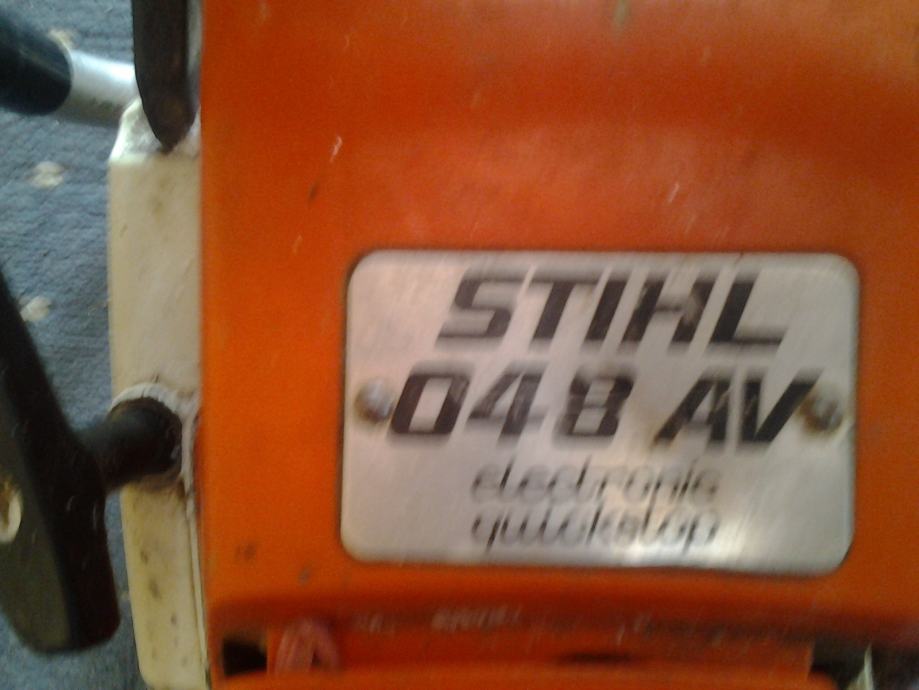 STIHL
048 AV
electronic
quickstop